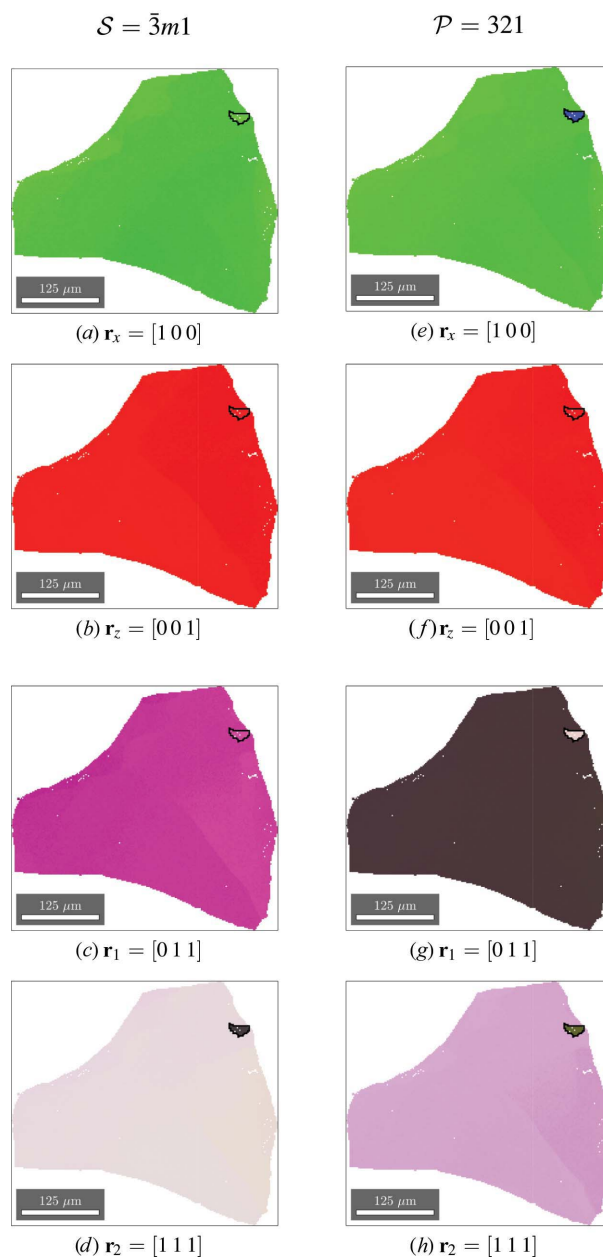 𝒮 = 3̄m1
𝒫 = 321
125 μm
125 μm
(a) r_x = [1 0 0]
(e) r_x = [1 0 0]
125 μm
125 μm
(b) r_z = [0 0 1]
(f) r_z = [0 0 1]
125 μm
125 μm
(c) r_1 = [0 1 1]
(g) r_1 = [0 1 1]
125 μm
125 μm
(d) r_2 = [1 1 1]
(h) r_2 = [1 1 1]